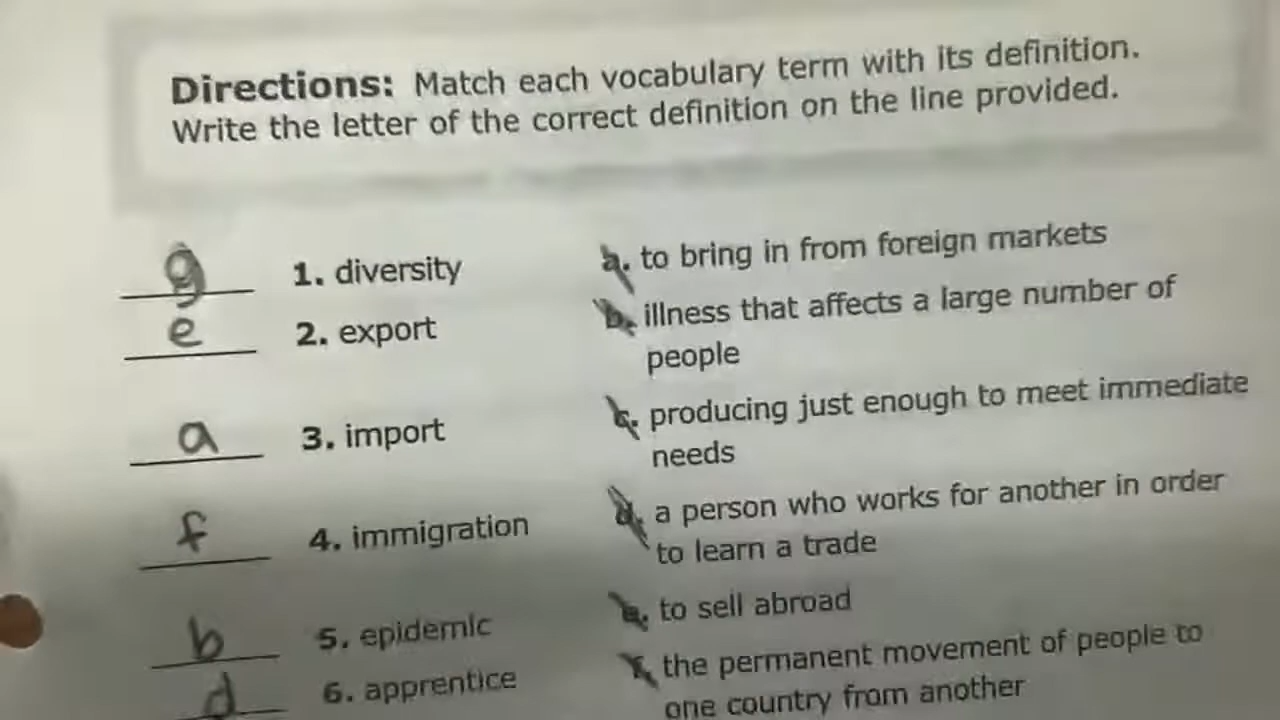 Directions: Match each vocabulary term with its definition.
Write the letter of the correct definition on the line provided.
g 1. diversity a. to bring in from foreign markets
e 2. export b. illness that affects a large number of
people
a 3. import c. producing just enough to meet immediate
needs
f 4. immigration d. a person who works for another in order
to learn a trade
b 5. epidemic e. to sell abroad
d 6. apprentice f. the permanent movement of people to
one country from another